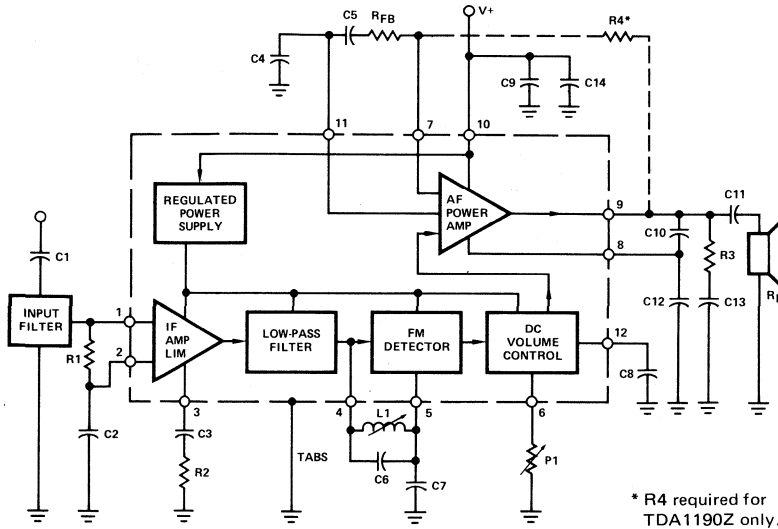 C5 R_FB V+ R4*
C4
C9 C14
11 7 10
REGULATED
POWER
SUPPLY
AF
POWER
AMP
9 C11
C10
8
R3
C1
C12 C13
INPUT
FILTER
1
2
R1
IF
AMP
LIM
LOW-PASS
FILTER
FM
DETECTOR
DC
VOLUME
CONTROL
12
C8
3 4 5 6
L1
C2 C3
TABS
C6
P1
R2
C7
* R4 required for
TDA1190Z only.